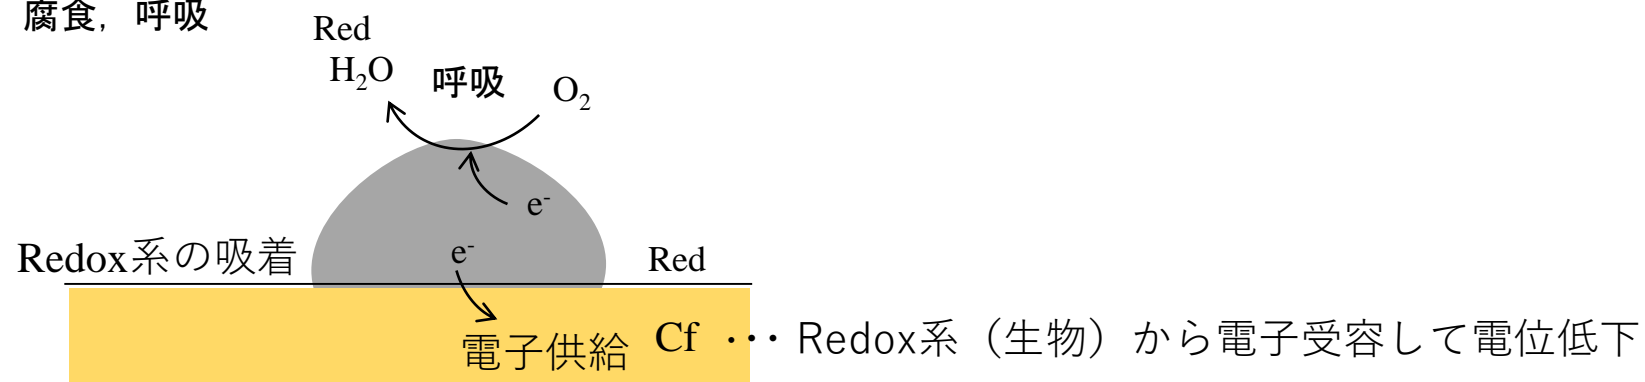 腐食，呼吸
Red
H₂O 呼吸 O₂
e⁻
Redox系の吸着 e⁻ Red
電子供給 Cf ・・・ Redox系（生物）から電子受容して電位低下